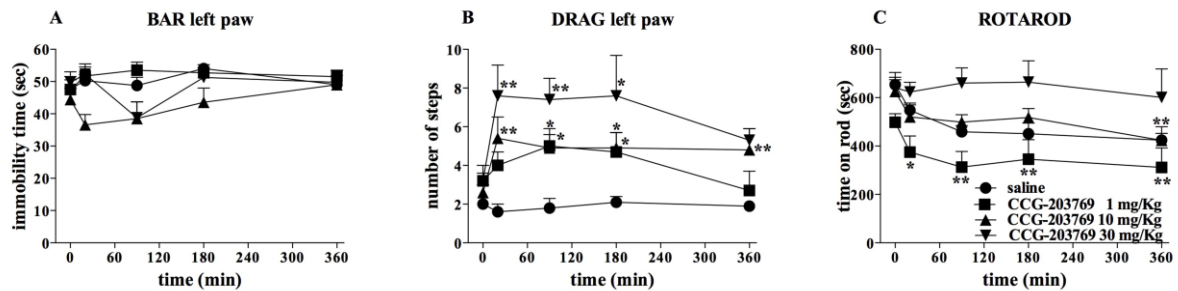 A BAR left paw
immobility time (sec)
60
50
40
30
20
10
0
0 60 120 180 240 300 360
time (min)
B DRAG left paw
number of steps
10
8
6
4
2
0
** ** *
** * *
* *
**
0 60 120 180 240 300 360
time (min)
C ROTAROD
time on rod (sec)
800
600
400
200
0
**
* ** ** **
saline
CCG-203769 1 mg/Kg
CCG-203769 10 mg/Kg
CCG-203769 30 mg/Kg
0 60 120 180 240 300 360
time (min)